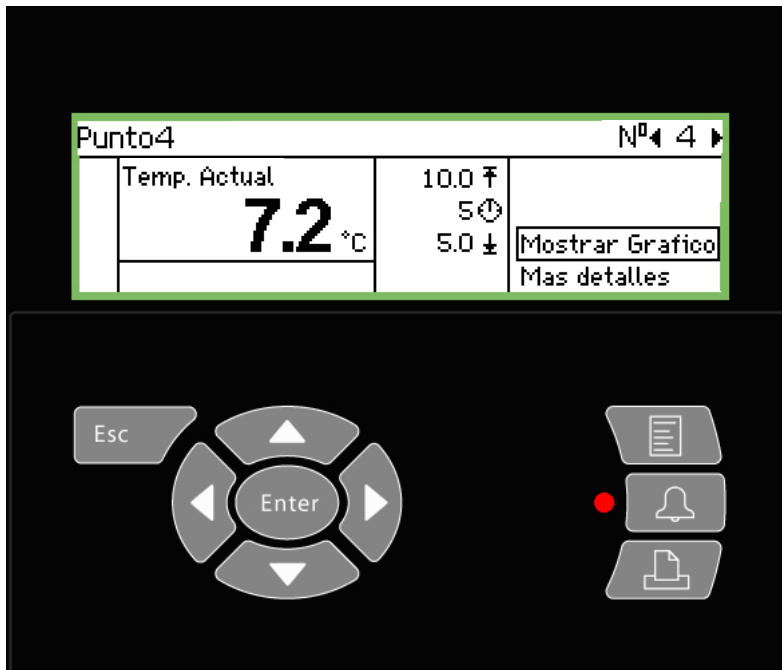 Punto4 Nº 4
Temp. Actual
7.2 °C
10.0
5
5.0
Mostrar Grafico
Mas detalles
Esc
Enter